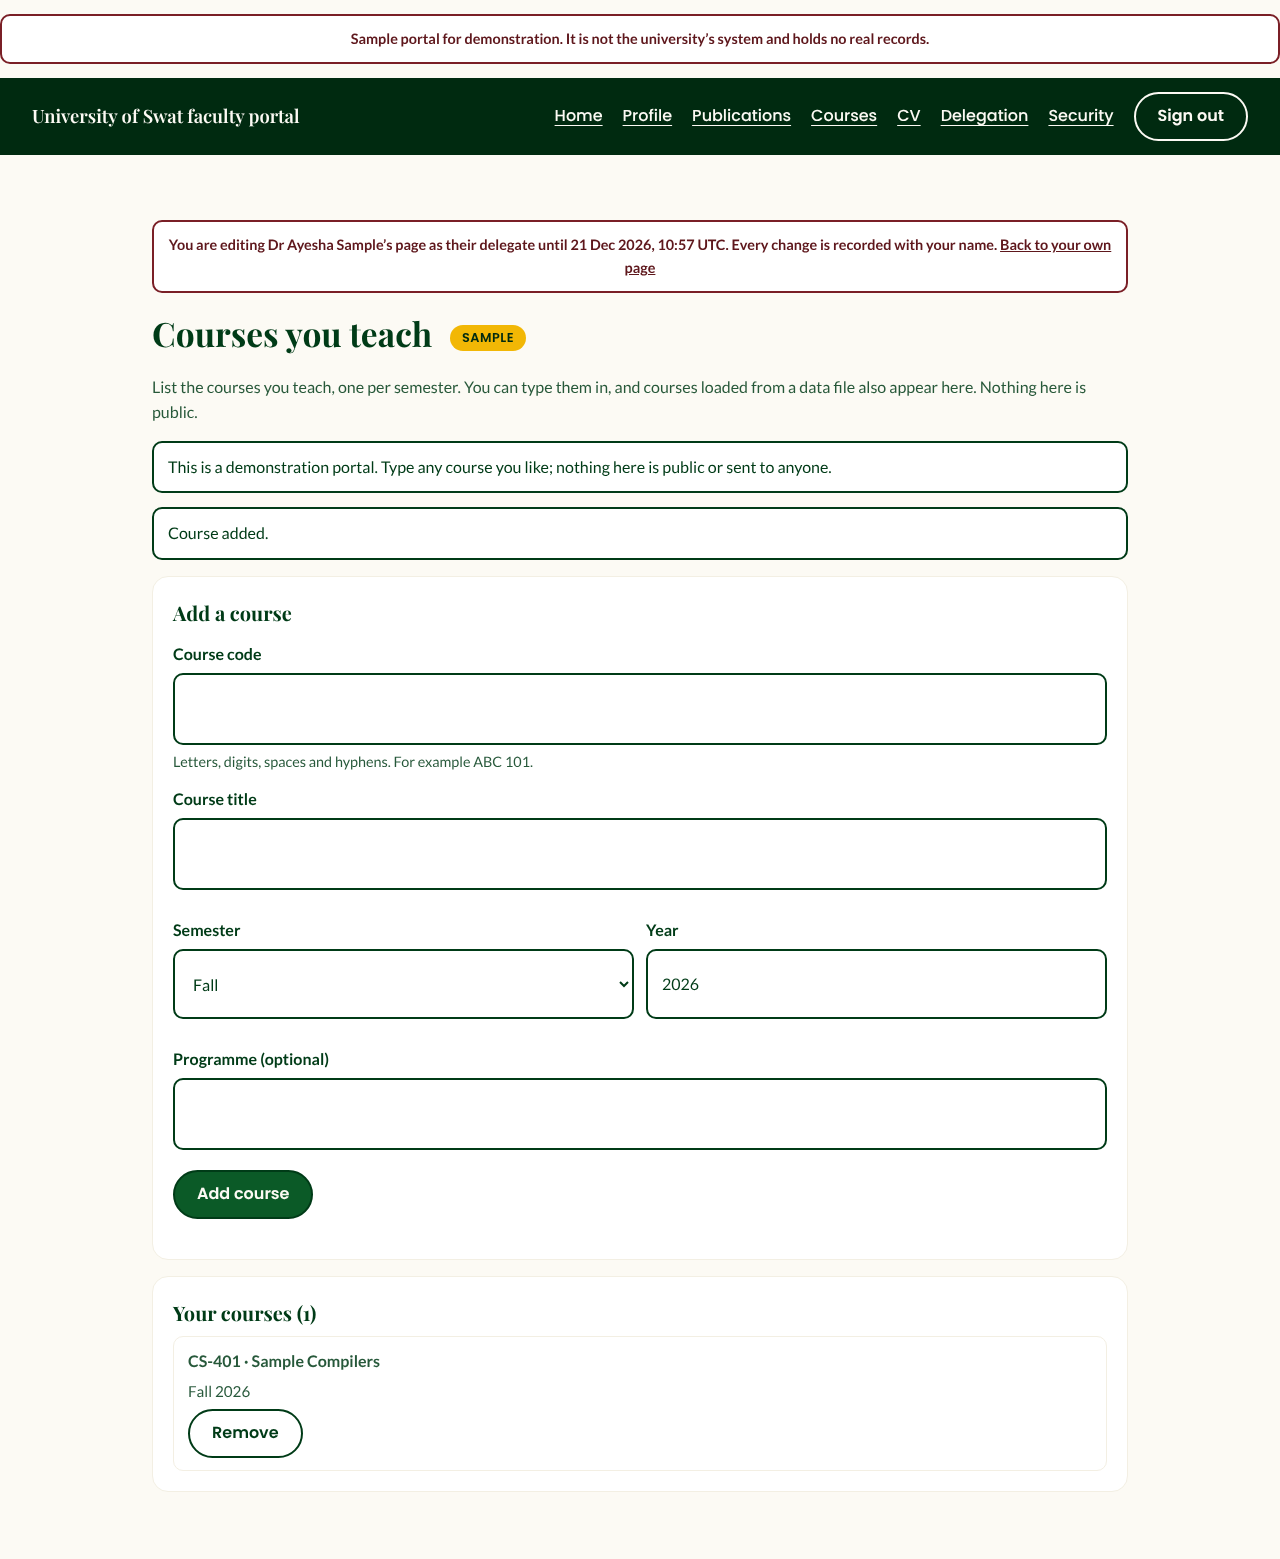 Sample portal for demonstration. It is not the university’s system and holds no real records.
University of Swat faculty portal
Home Profile Publications Courses CV Delegation Security Sign out
You are editing Dr Ayesha Sample’s page as their delegate until 21 Dec 2026, 10:57 UTC. Every change is recorded with your name. Back to your own
page
Courses you teach SAMPLE
List the courses you teach, one per semester. You can type them in, and courses loaded from a data file also appear here. Nothing here is
public.
This is a demonstration portal. Type any course you like; nothing here is public or sent to anyone.
Course added.
Add a course
Course code
Letters, digits, spaces and hyphens. For example ABC 101.
Course title
Semester Year
Fall 2026
Programme (optional)
Add course
Your courses (1)
CS-401 · Sample Compilers
Fall 2026
Remove